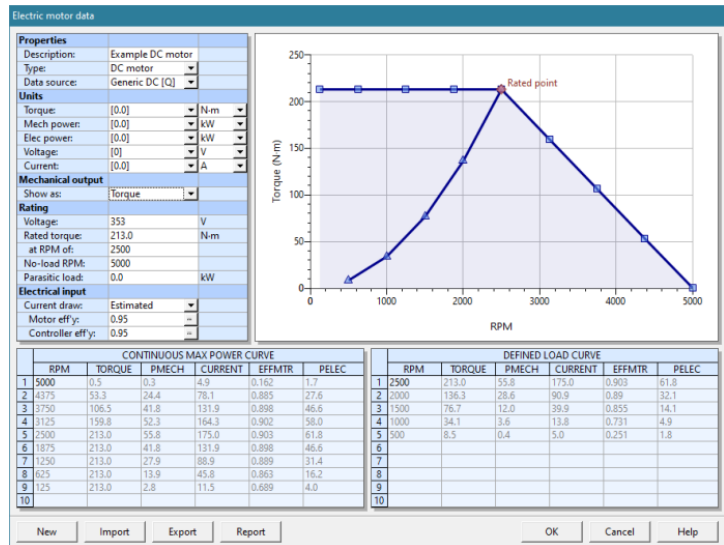 Electric motor data
Properties
Description: Example DC motor
Type: DC motor
Data source: Generic DC [Q]
Units
Torque: [0.0] N·m
Mech power: [0.0] kW
Elec power: [0.0] kW
Voltage: [0] V
Current: [0.0] A
Mechanical output
Show as: Torque
Rating
Voltage: 353 V
Rated torque: 213.0 N·m
at RPM of: 2500
No-load RPM: 5000
Parasitic load: 0.0 kW
Electrical input
Current draw: Estimated
Motor eff'y: 0.95
Controller eff'y: 0.95
Torque (N·m)
250
200
150
100
50
0
Rated point
0 1000 2000 3000 4000 5000
RPM
CONTINUOUS MAX POWER CURVE
RPM TORQUE PMECH CURRENT EFFMTR PELEC
1 5000 0.5 0.3 4.9 0.162 1.7
2 4375 53.3 24.4 78.1 0.885 27.6
3 3750 106.5 41.8 131.9 0.898 46.6
4 3125 159.8 52.3 164.3 0.902 58.0
5 2500 213.0 55.8 175.0 0.903 61.8
6 1875 213.0 41.8 131.9 0.898 46.6
7 1250 213.0 27.9 88.9 0.889 31.4
8 625 213.0 13.9 45.8 0.863 16.2
9 125 213.0 2.8 11.5 0.689 4.0
10
DEFINED LOAD CURVE
RPM TORQUE PMECH CURRENT EFFMTR PELEC
1 2500 213.0 55.8 175.0 0.903 61.8
2 2000 136.3 28.6 90.9 0.89 32.1
3 1500 76.7 12.0 39.9 0.855 14.1
4 1000 34.1 3.6 13.8 0.731 4.9
5 500 8.5 0.4 5.0 0.251 1.8
6
7
8
9
10
New Import Export Report OK Cancel Help